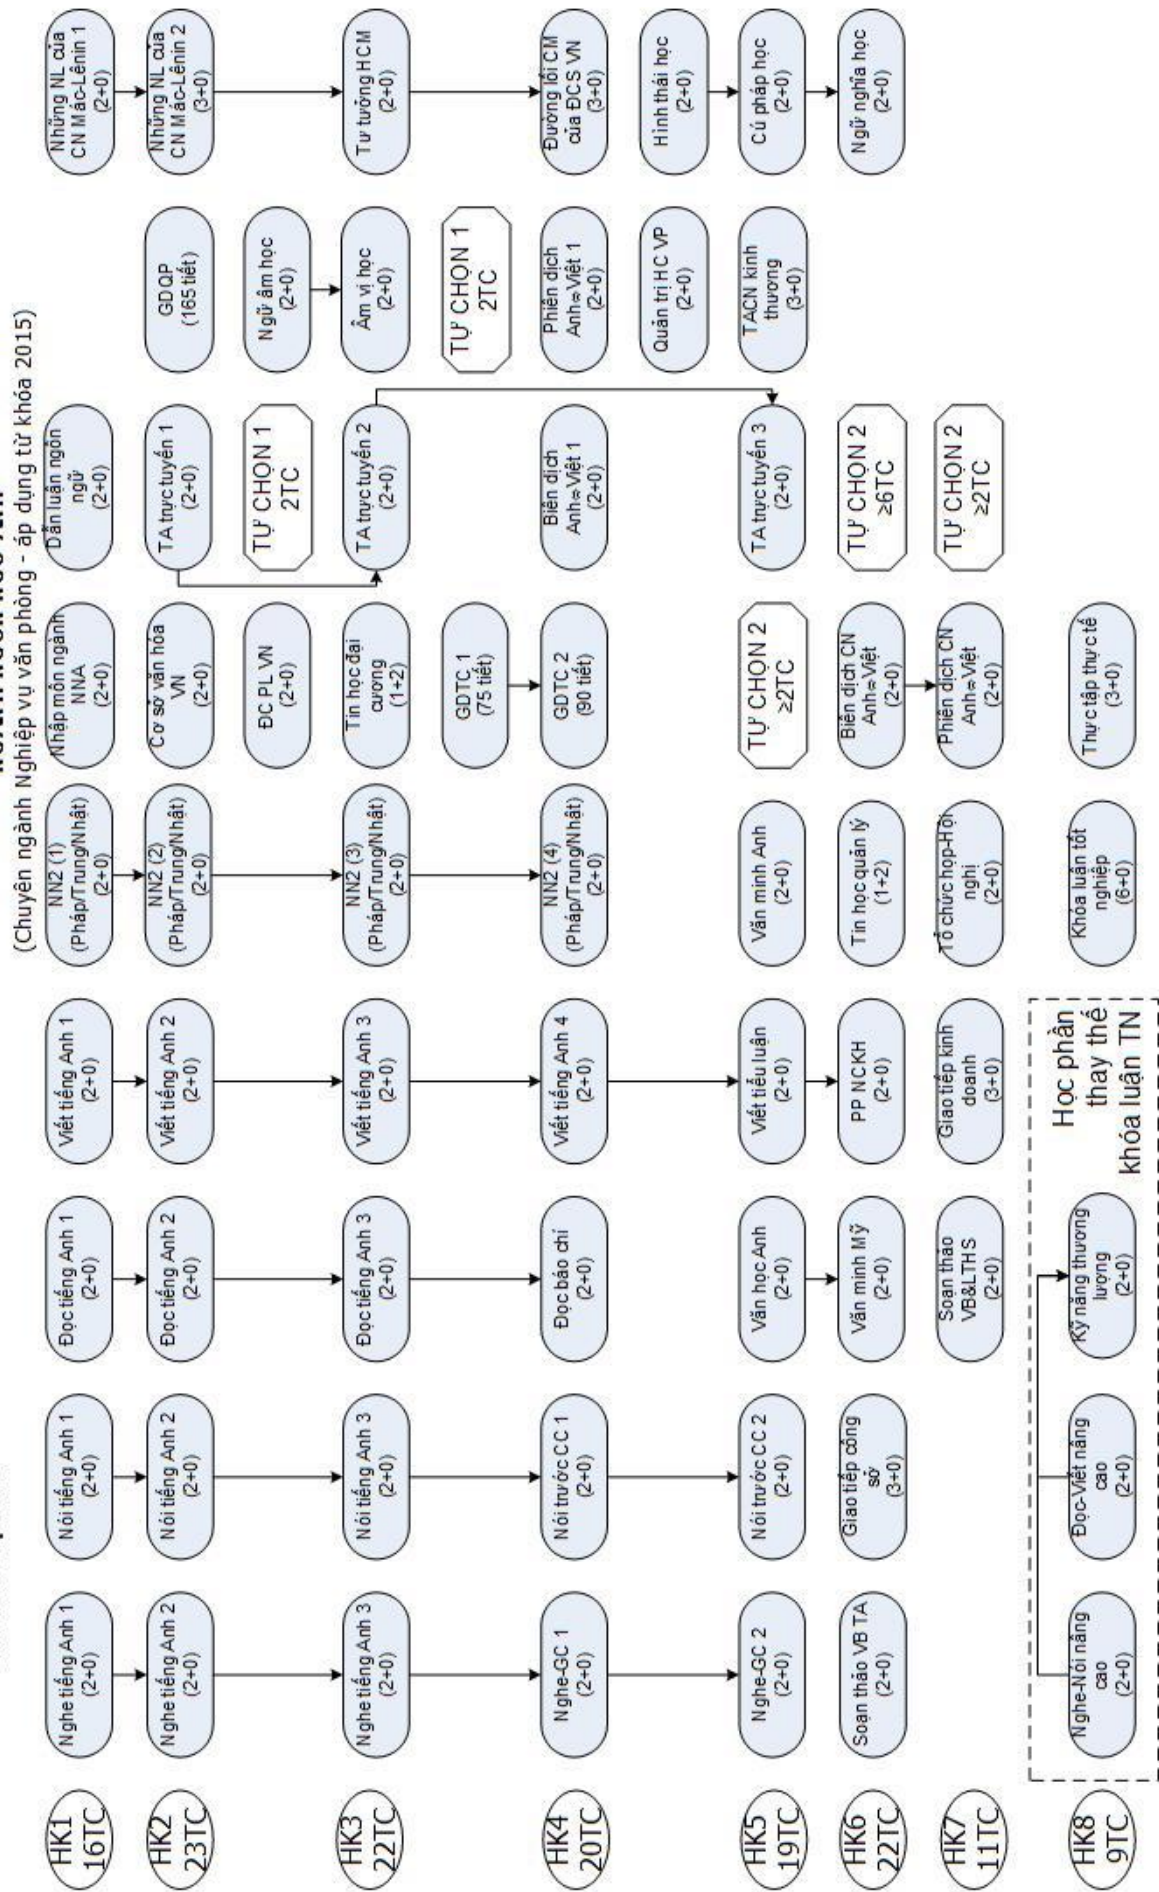 (Chuyên ngành Nghiệp vụ văn phòng - áp dụng từ khóa 2015)
HK1
16TC
Nghe tiếng Anh 1
(2+0)
Nói tiếng Anh 1
(2+0)
Đọc tiếng Anh 1
(2+0)
Viết tiếng Anh 1
(2+0)
NN2 (1)
(Pháp/Trung/Nhật)
(2+0)
Nhập môn ngành
NNA
(2+0)
Dẫn luận ngôn
ngữ
(2+0)
Những NL của
CN Mác-Lênin 1
(2+0)
HK2
23TC
Nghe tiếng Anh 2
(2+0)
Nói tiếng Anh 2
(2+0)
Đọc tiếng Anh 2
(2+0)
Viết tiếng Anh 2
(2+0)
NN2 (2)
(Pháp/Trung/Nhật)
(2+0)
Cơ sở văn hóa
VN
(2+0)
TA trực tuyến 1
(2+0)
GDQP
(165 tiết)
Những NL của
CN Mác-Lênin 2
(3+0)
ĐC PL VN
(2+0)
TỰ CHỌN 1
2TC
Ngữ âm học
(2+0)
HK3
22TC
Nghe tiếng Anh 3
(2+0)
Nói tiếng Anh 3
(2+0)
Đọc tiếng Anh 3
(2+0)
Viết tiếng Anh 3
(2+0)
NN2 (3)
(Pháp/Trung/Nhật)
(2+0)
Tin học đại
cương
(1+2)
TA trực tuyến 2
(2+0)
Âm vị học
(2+0)
Tư tưởng HCM
(2+0)
GDTC 1
(75 tiết)
TỰ CHỌN 1
2TC
HK4
20TC
Nghe-GC 1
(2+0)
Nói trước CC 1
(2+0)
Đọc báo chí
(2+0)
Viết tiếng Anh 4
(2+0)
NN2 (4)
(Pháp/Trung/Nhật)
(2+0)
GDTC 2
(90 tiết)
Biên dịch
Anh⇔Việt 1
(2+0)
Phiên dịch
Anh⇔Việt 1
(2+0)
Đường lối CM
của ĐCS VN
(3+0)
Quản trị HC VP
(2+0)
Hình thái học
(2+0)
HK5
19TC
Nghe-GC 2
(2+0)
Nói trước CC 2
(2+0)
Văn học Anh
(2+0)
Viết tiểu luận
(2+0)
Văn minh Anh
(2+0)
TỰ CHỌN 2
≥2TC
TA trực tuyến 3
(2+0)
TACN kinh
thương
(3+0)
Cú pháp học
(2+0)
HK6
22TC
Soạn thảo VB TA
(2+0)
Giao tiếp công
sở
(3+0)
Văn minh Mỹ
(2+0)
PP NCKH
(2+0)
Tin học quản lý
(1+2)
Biên dịch CN
Anh⇔Việt
(2+0)
TỰ CHỌN 2
≥6TC
Ngữ nghĩa học
(2+0)
HK7
11TC
Soạn thảo
VB&LTHS
(2+0)
Giao tiếp kinh
doanh
(3+0)
Tổ chức họp-Hội
nghị
(2+0)
Phiên dịch CN
Anh⇔Việt
(2+0)
TỰ CHỌN 2
≥2TC
HK8
9TC
Nghe-Nói nâng
cao
(2+0)
Đọc-Viết nâng
cao
(2+0)
Kỹ năng thương
lượng
(2+0)
Học phần
thay thế
khóa luận TN
Khóa luận tốt
nghiệp
(6+0)
Thực tập thực tế
(3+0)